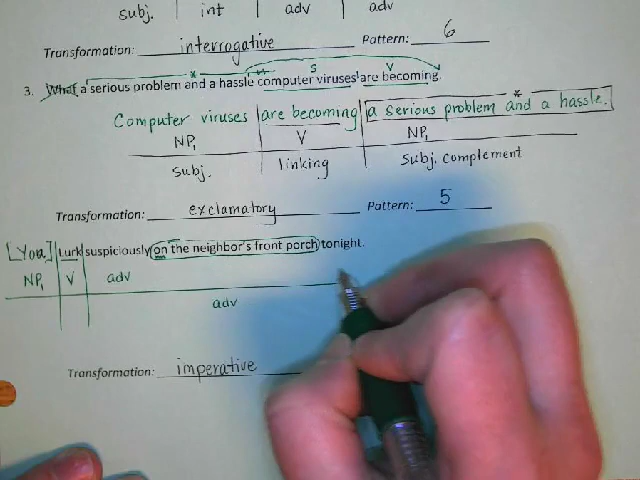 subj. int adv adv
Transformation: interrogative Pattern: 6
* S V
3. What a serious problem and a hassle computer viruses are becoming.
Computer viruses are becoming a serious problem and a hassle.
NP₁ V NP₁
subj. linking subj. complement
Transformation: exclamatory Pattern: 5
[You] Lurk suspiciously on the neighbor's front porch tonight.
NP₁ V adv
adv
Transformation: imperative